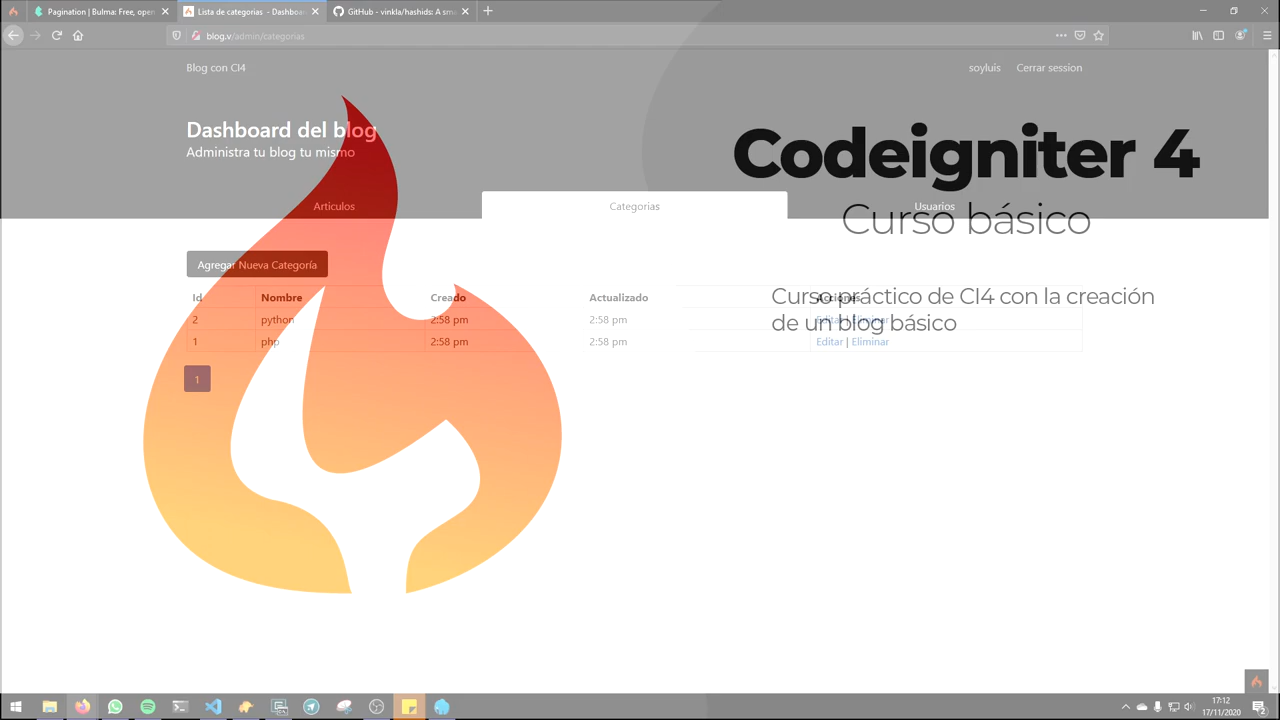 Pagination | Bulma: Free, open
Lista de categorias - Dashboa
GitHub - vinkla/hashids: A sma
blog.v/admin/categorias
Blog con CI4
soyluis
Cerrar session
Dashboard del blog
Administra tu blog tu mismo
Codeigniter 4
Articulos
Categorias
Usuarios
Curso básico
Agregar Nueva Categoría
Curso práctico de CI4 con la creación
de un blog básico
Id Nombre Creado Actualizado Acciones
2 python 2:58 pm 2:58 pm Editar | Eliminar
1 php 2:58 pm 2:58 pm Editar | Eliminar
1
17:12
17/11/2020
2